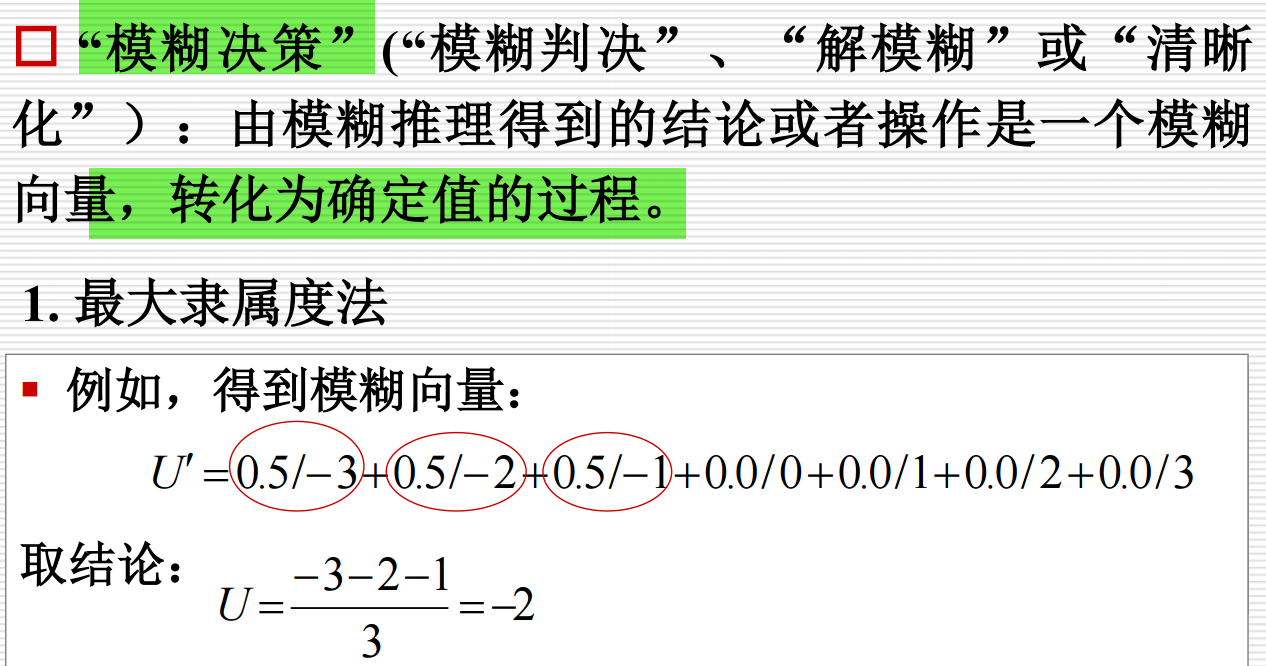 “模糊决策”(“模糊判决”、“解模糊”或“清晰
化”）：由模糊推理得到的结论或者操作是一个模糊
向量，转化为确定值的过程。
1. 最大隶属度法
例如，得到模糊向量：
U′=0.5/−3+0.5/−2+0.5/−1+0.0/0+0.0/1+0.0/2+0.0/3
取结论：
U=(−3−2−1)/3=−2